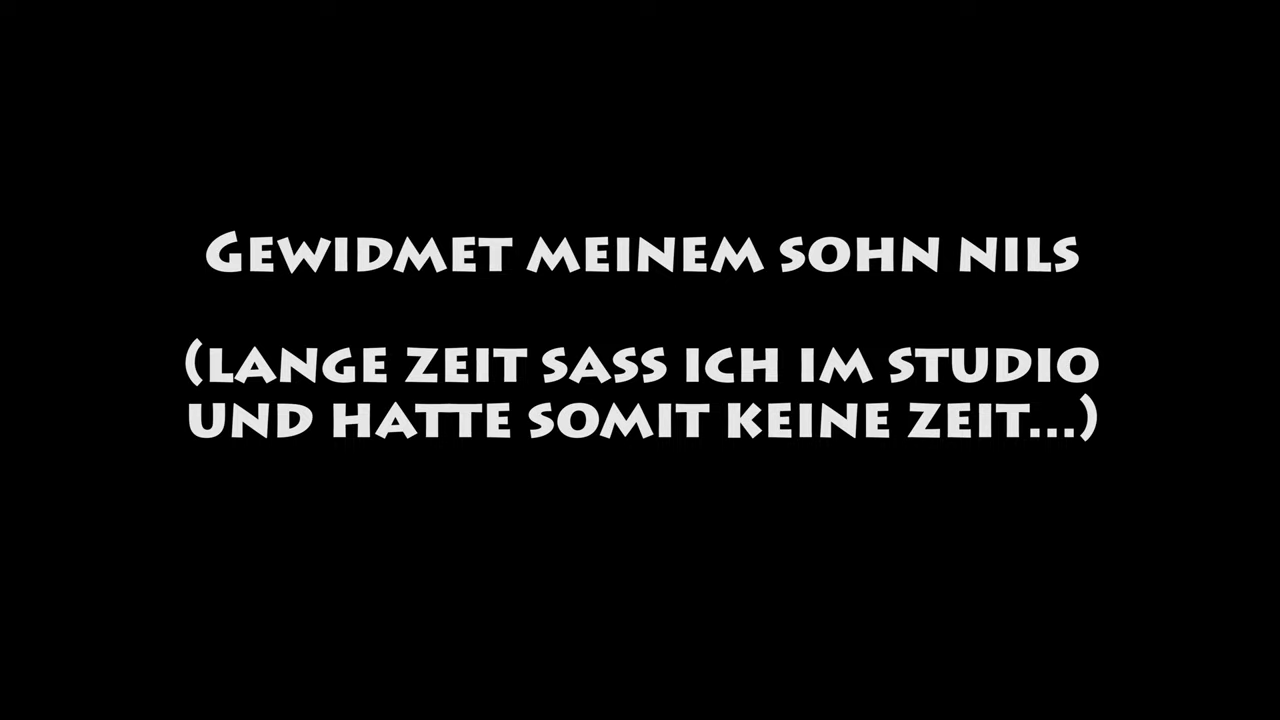 GEWIDMET MEINEM SOHN NILS
(LANGE ZEIT SASS ICH IM STUDIO
UND HATTE SOMIT KEINE ZEIT...)